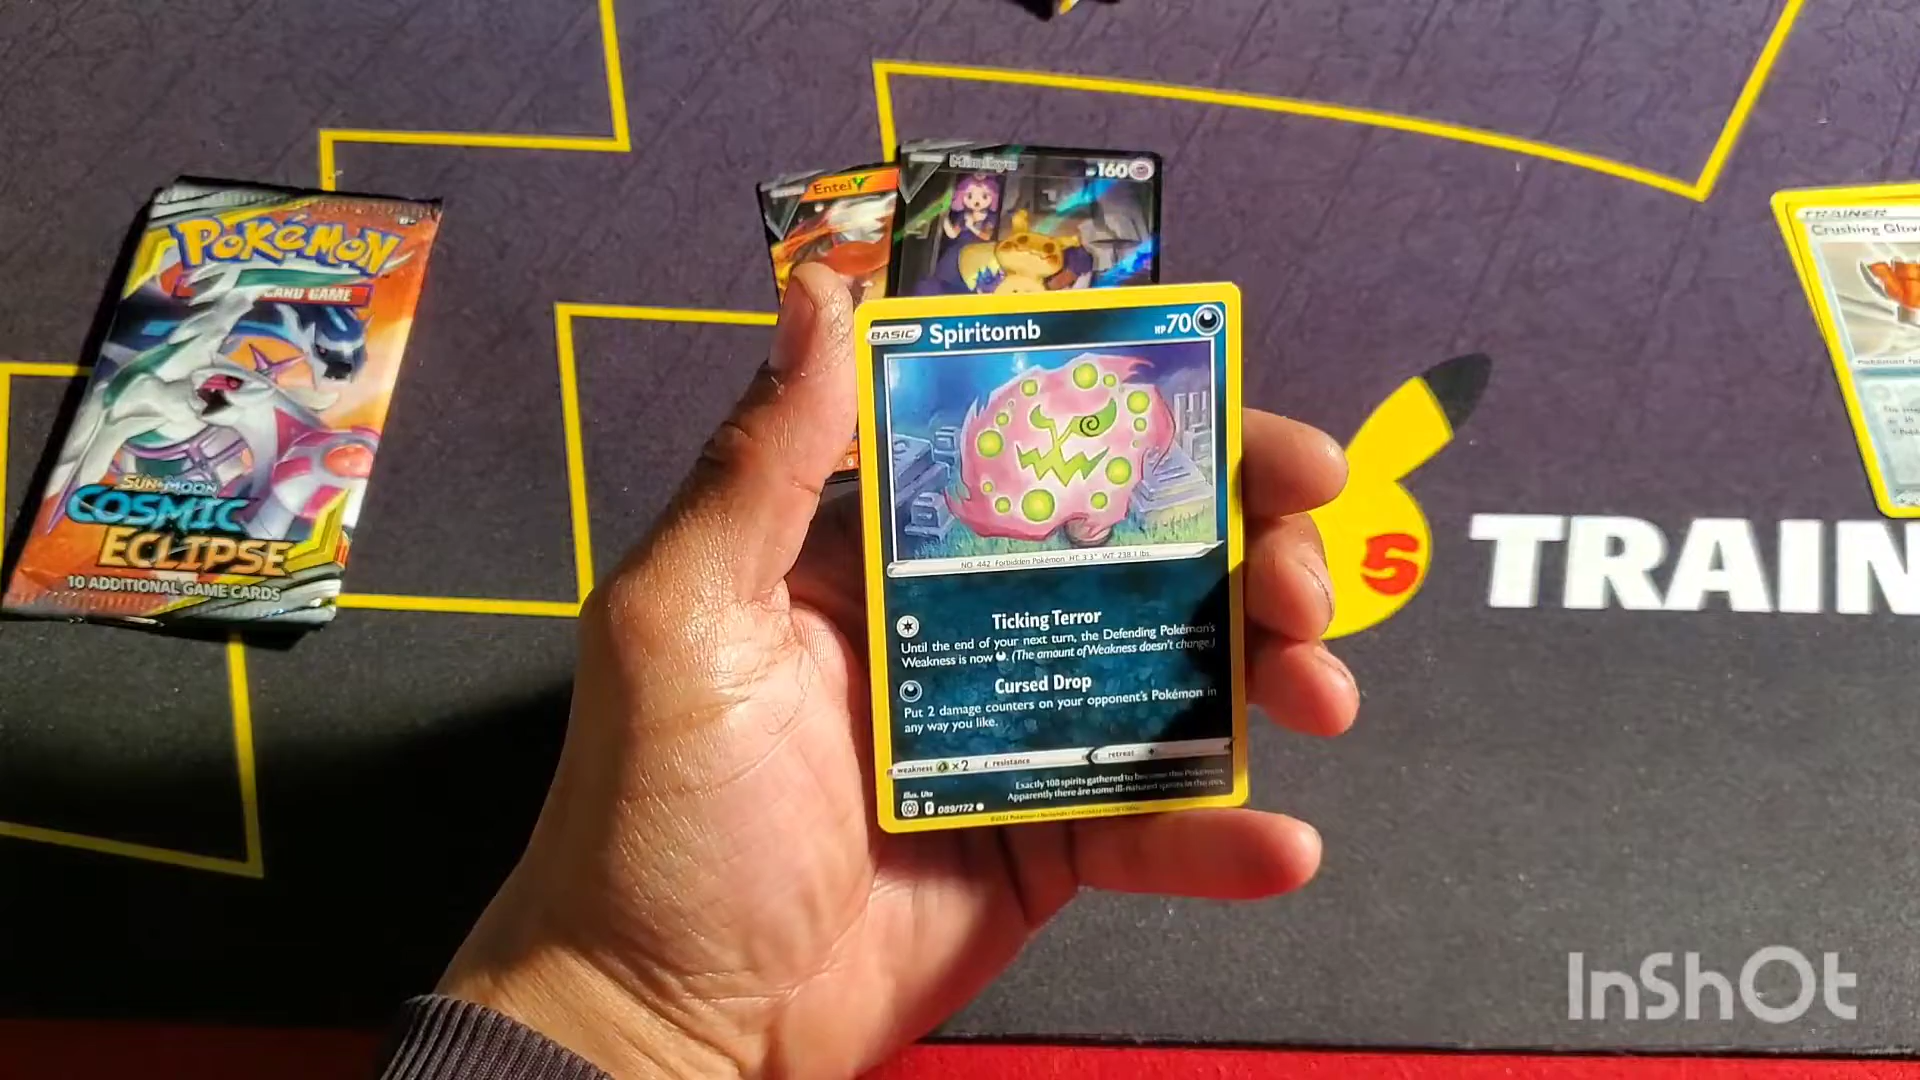 Pokémon
CARD GAME
SUN & MOON
COSMIC
ECLIPSE
10 ADDITIONAL GAME CARDS
Entei V
Mimikyu
160
BASIC Spiritomb HP 70
NO. 442 Forbidden Pokémon HT: 3'3" WT: 238.1 lbs.
Ticking Terror
Until the end of your next turn, the Defending Pokémon's
Weakness is now . (The amount of Weakness doesn't change.)
Cursed Drop
Put 2 damage counters on your opponent's Pokémon in
any way you like.
weakness ×2 resistance retreat
Exactly 108 spirits gathered to become this Pokémon.
Apparently there are some ill-natured spirits in the mix.
Illus. Uta
F 089/172
TRAINER
Crushing Glov
S TRAIN
InShOt